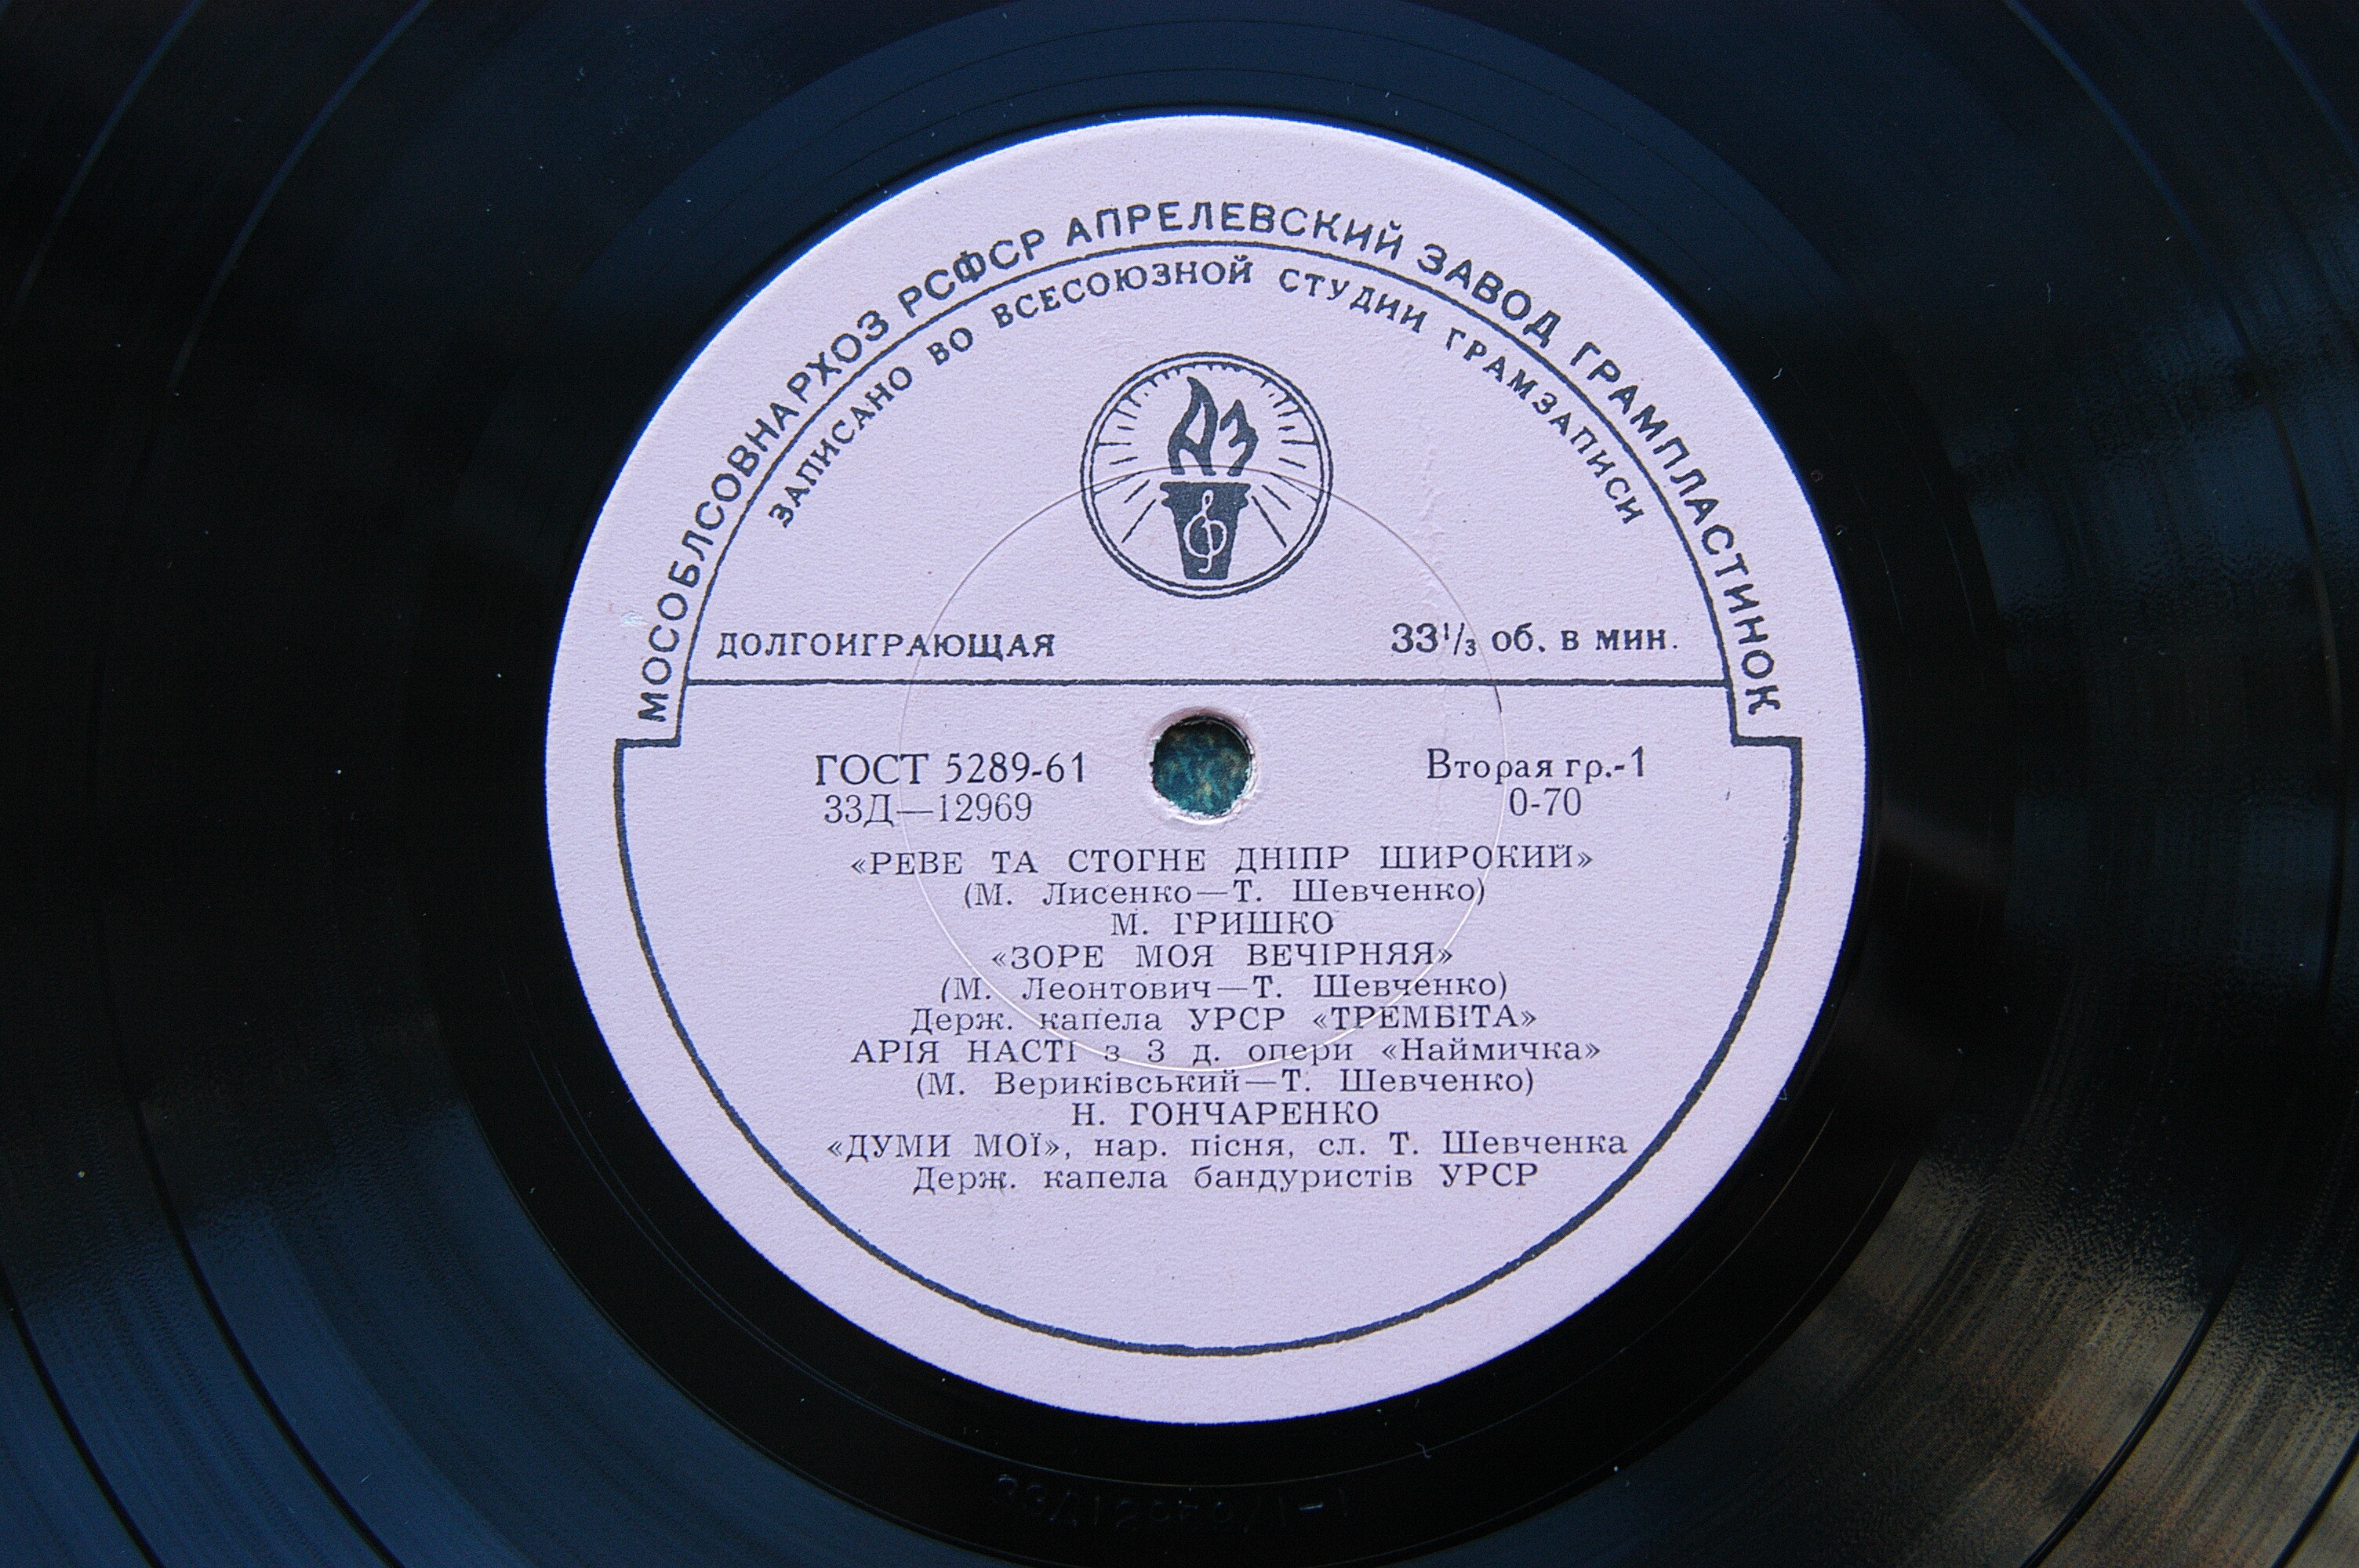 МОСОБЛСОВНАРХОЗ РСФСР АПРЕЛЕВСКИЙ ЗАВОД ГРАМПЛАСТИНОК
ЗАПИСАНО ВО ВСЕСОЮЗНОЙ СТУДИИ ГРАМЗАПИСИ
АЗ
ДОЛГОИГРАЮЩАЯ 33 1/3 об. в мин.
ГОСТ 5289-61 Вторая гр.-1
33Д—12969 0-70
«РЕВЕ ТА СТОГНЕ ДНІПР ШИРОКИЙ»
(М. Лисенко—Т. Шевченко)
М. ГРИШКО
«ЗОРЕ МОЯ ВЕЧІРНЯЯ»
(М. Леонтович—Т. Шевченко)
Держ. капела УРСР «ТРЕМБІТА»
АРІЯ НАСТІ з 3 д. опери «Наймичка»
(М. Вериківський—Т. Шевченко)
Н. ГОНЧАРЕНКО
«ДУМИ МОЇ», нар. пісня, сл. Т. Шевченка
Держ. капела бандуристів УРСР